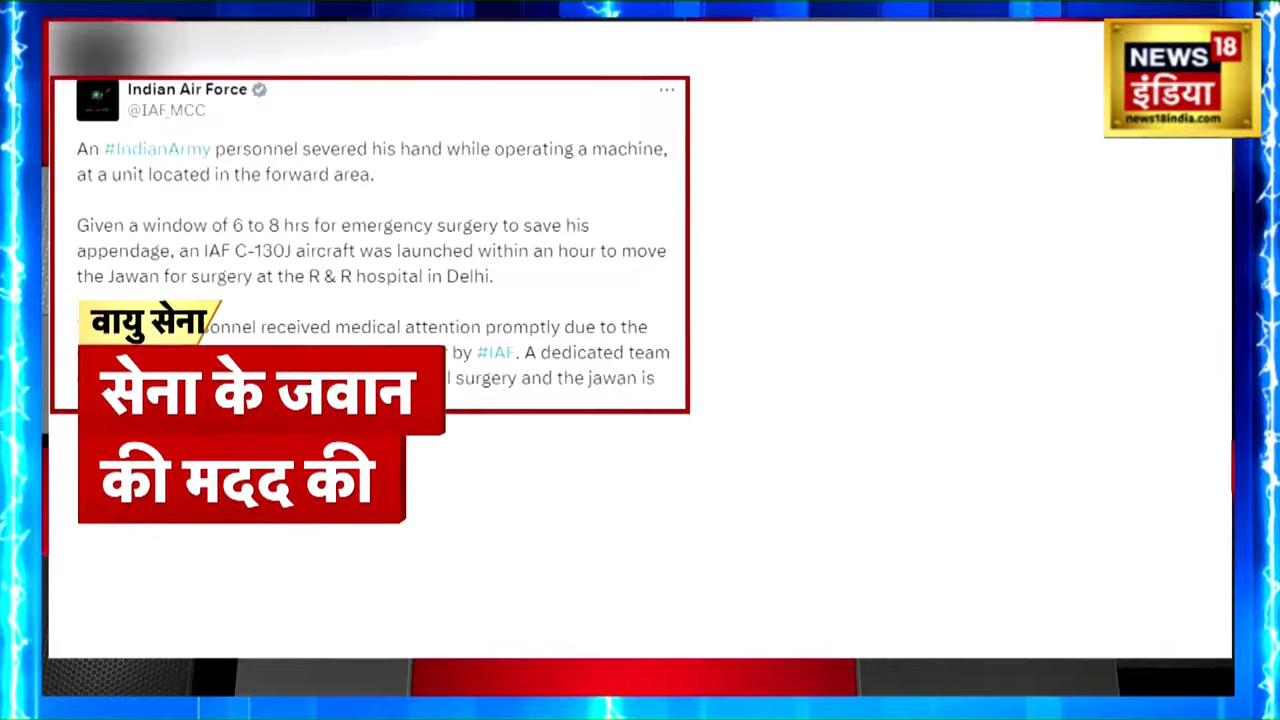 NEWS 18
इंडिया
news18india.com
Indian Air Force
@IAF_MCC
An #IndianArmy personnel severed his hand while operating a machine,
at a unit located in the forward area.
Given a window of 6 to 8 hrs for emergency surgery to save his
appendage, an IAF C-130J aircraft was launched within an hour to move
the Jawan for surgery at the R & R hospital in Delhi.
वायु सेना
received medical attention promptly due to the
by #IAF. A dedicated team
surgery and the jawan is
सेना के जवान
की मदद की